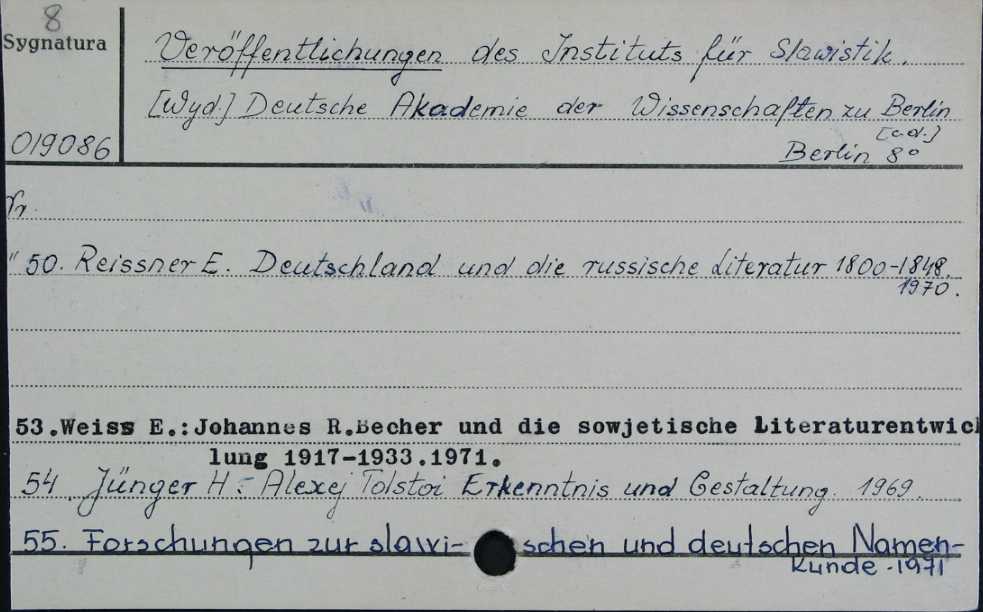 8
Sygnatura
019086
Veröffentlichungen des Instituts für Slawistik.
[Wyd.] Deutsche Akademie der Wissenschaften zu Berlin
[c.d.]
Berlin 8°
Nr
" 50. Reissner E. Deutschland und die russische Literatur 1800-1848.
1970.
53.Weiss E.:Johannes R.Becher und die sowjetische Literaturentwick
lung 1917-1933.1971.
54. Jünger H.: Alexej Tolstoi Erkenntnis und Gestaltung. 1969.
55. Forschungen zur slawi- schen und deutschen Namen-
kunde - 1971